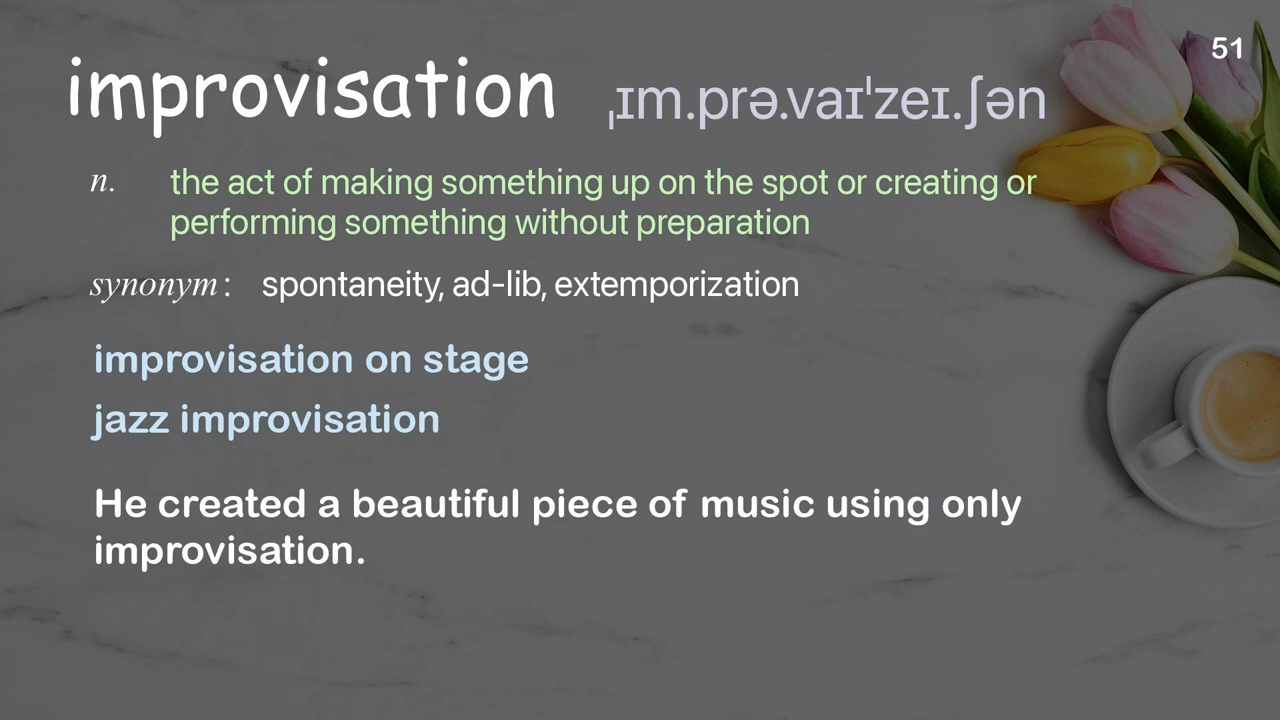 51
improvisation ˌɪm.prə.vaɪˈzeɪ.ʃən
n. the act of making something up on the spot or creating or
performing something without preparation
synonym: spontaneity, ad-lib, extemporization
improvisation on stage
jazz improvisation
He created a beautiful piece of music using only
improvisation.